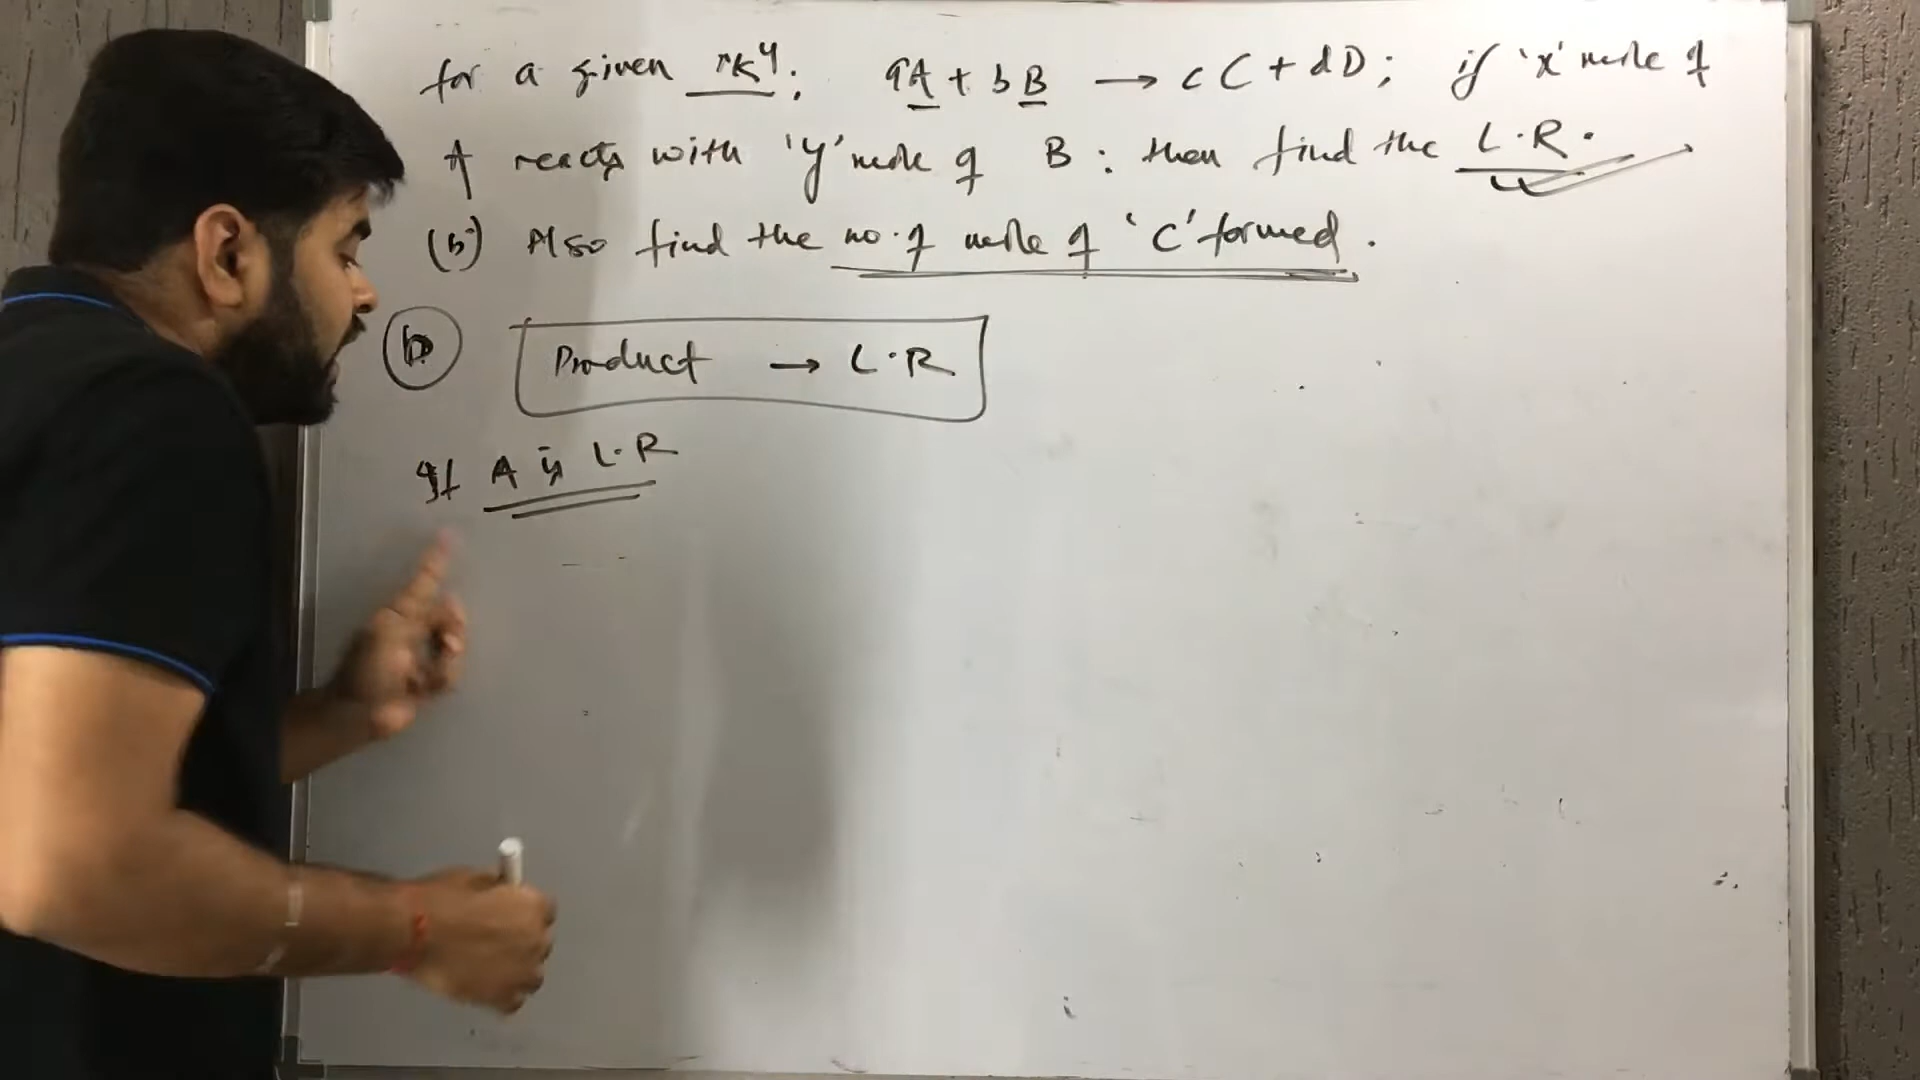 for a given rxn; aA + bB → cC + dD; if 'x' mole of
A reacts with 'y' mole of B : then find the L.R.
(b) Also find the no. of mole of 'C' formed.
(b) Product → L.R
If A is L.R